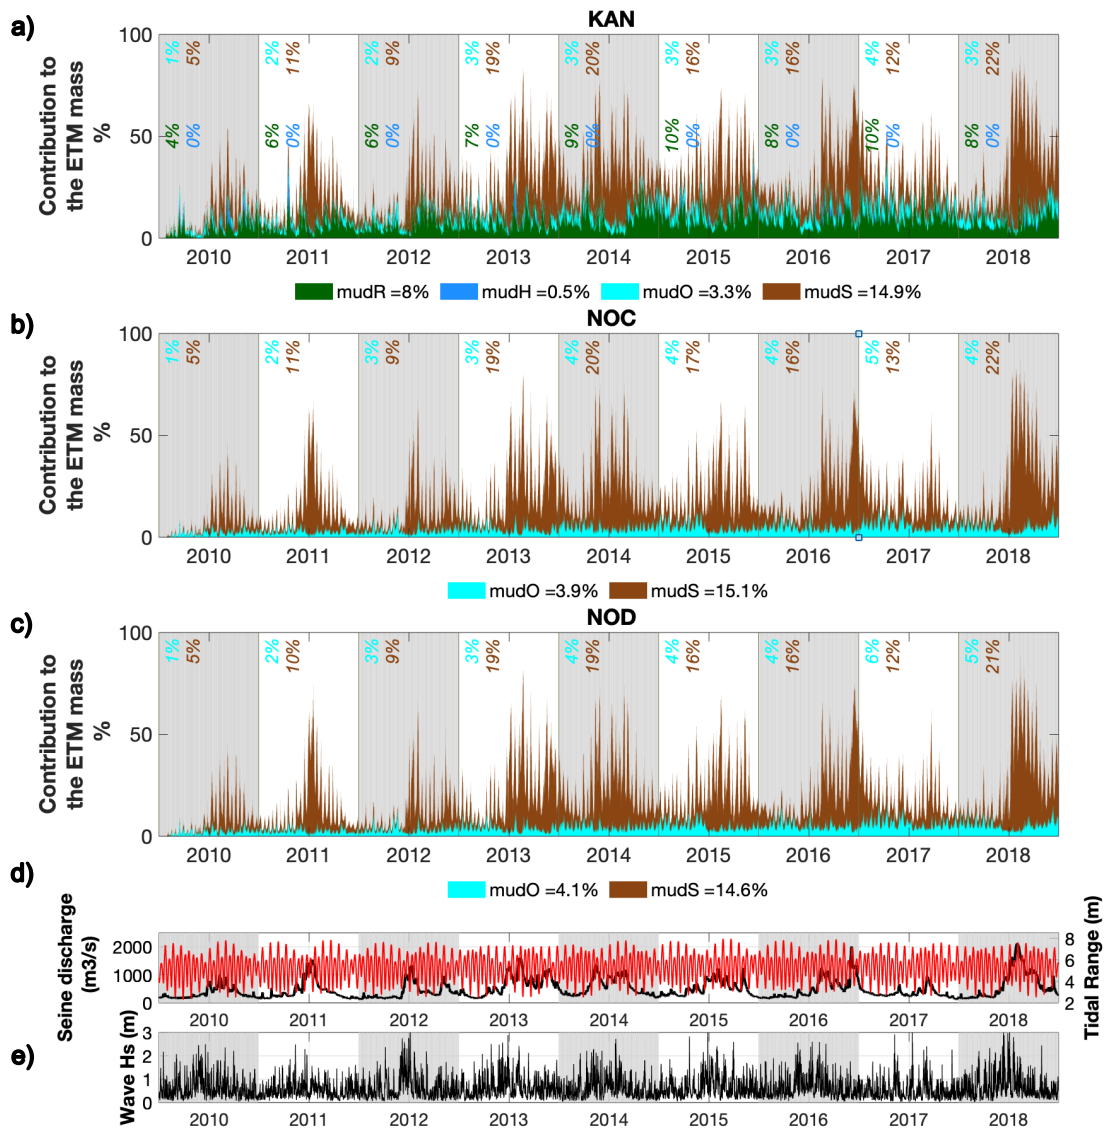 a)
KAN
Contribution to
the ETM mass
%
100
50
0
1% 5% 2% 11% 2% 9% 3% 19% 3% 20% 3% 16% 3% 16% 4% 12% 3% 22%
4% 0% 6% 0% 6% 0% 7% 0% 9% 0% 10% 0% 8% 0% 10% 0% 8% 0%
2010 2011 2012 2013 2014 2015 2016 2017 2018
mudR =8% mudH =0.5% mudO =3.3% mudS =14.9%
b)
NOC
Contribution to
the ETM mass
%
100
50
0
1% 5% 2% 11% 3% 9% 3% 19% 4% 20% 4% 17% 4% 16% 5% 13% 4% 22%
2010 2011 2012 2013 2014 2015 2016 2017 2018
mudO =3.9% mudS =15.1%
c)
NOD
Contribution to
the ETM mass
%
100
50
0
1% 5% 2% 10% 3% 9% 3% 19% 4% 19% 4% 16% 4% 16% 6% 12% 5% 21%
2010 2011 2012 2013 2014 2015 2016 2017 2018
mudO =4.1% mudS =14.6%
d)
Seine discharge
(m3/s)
2000
1000
0
8
6
4
2
Tidal Range (m)
2010 2011 2012 2013 2014 2015 2016 2017 2018
e)
Wave Hs (m)
3
2
1
0
2010 2011 2012 2013 2014 2015 2016 2017 2018